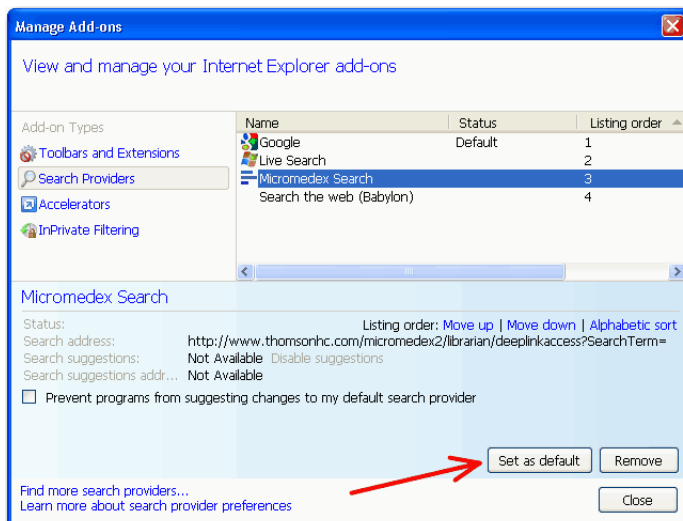 Manage Add-ons
View and manage your Internet Explorer add-ons
Add-on Types
Toolbars and Extensions
Search Providers
Accelerators
InPrivate Filtering
Name Status Listing order
Google Default 1
Live Search 2
Micromedex Search 3
Search the web (Babylon) 4
Micromedex Search
Status: Listing order: Move up | Move down | Alphabetic sort
Search address: http://www.thomsonhc.com/micromedex2/librarian/deeplinkaccess?SearchTerm=
Search suggestions: Not Available Disable suggestions
Search suggestions addr... Not Available
Prevent programs from suggesting changes to my default search provider
Set as default Remove
Find more search providers...
Learn more about search provider preferences
Close